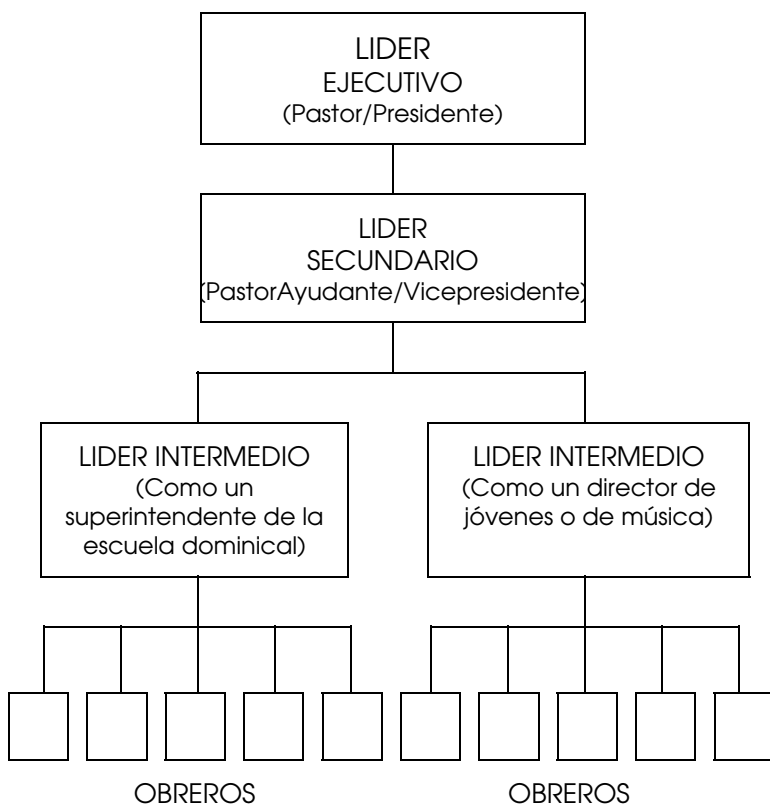 LIDER
EJECUTIVO
(Pastor/Presidente)
LIDER
SECUNDARIO
(PastorAyudante/Vicepresidente)
LIDER INTERMEDIO
(Como un
superintendente de la
escuela dominical)
LIDER INTERMEDIO
(Como un director de
jóvenes o de música)
OBREROS
OBREROS